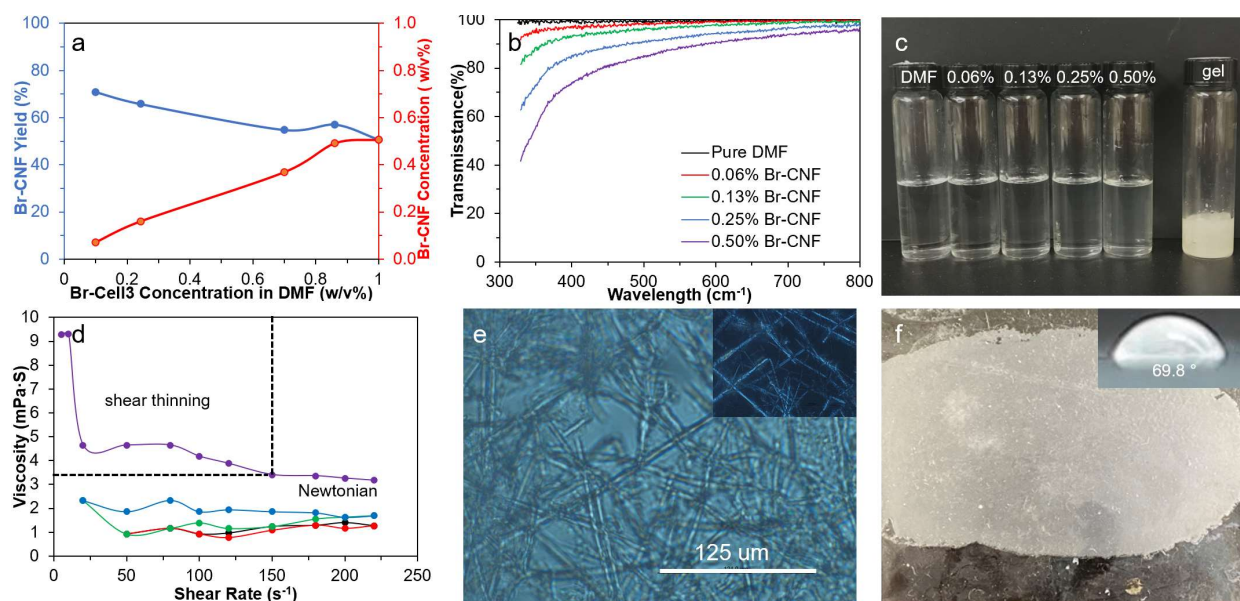 a
Br-CNF Yield (%)
100
80
60
40
20
0
0 0.2 0.4 0.6 0.8 1
Br-Cell3 Concentration in DMF (w/v%)
1.0
0.8
0.6
0.4
0.2
0.0
Br-CNF Concentration ( w/v%)
b
Transmisstance(%)
100
80
60
40
20
0
Pure DMF
0.06% Br-CNF
0.13% Br-CNF
0.25% Br-CNF
0.50% Br-CNF
300 400 500 600 700 800
Wavelength (cm-1)
c
DMF 0.06% 0.13% 0.25% 0.50% gel
d
Viscosity (mPa·S)
10
9
8
7
6
5
4
3
2
1
0
shear thinning
Newtonian
0 50 100 150 200 250
Shear Rate (s-1)
e
125 um
f
69.8 °